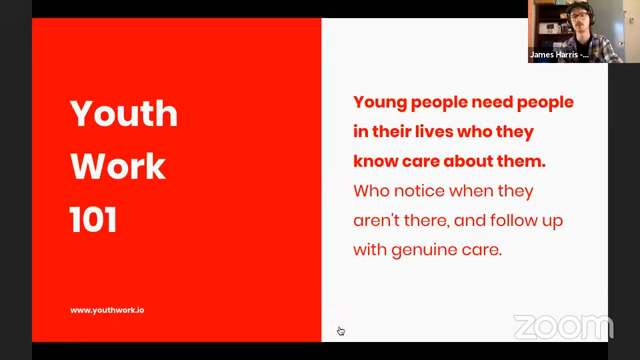 Youth
Work
101
www.youthwork.io
Young people need people
in their lives who they
know care about them.
Who notice when they
aren't there, and follow up
with genuine care.
James Harris -...
zoom